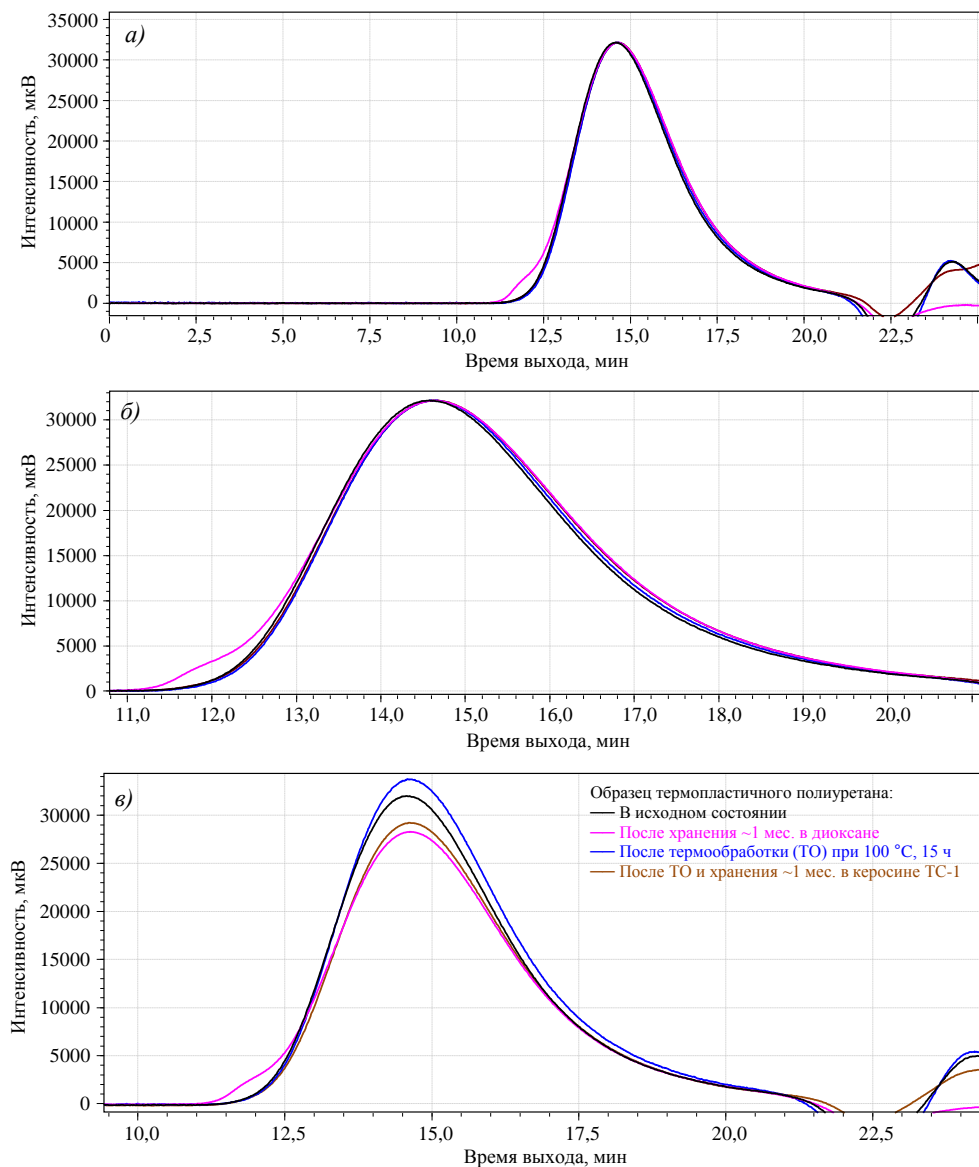 а)
Интенсивность, мкВ
35000
30000
25000
20000
15000
10000
5000
0
0 2,5 5,0 7,5 10,0 12,5 15,0 17,5 20,0 22,5
Время выхода, мин
б)
Интенсивность, мкВ
30000
25000
20000
15000
10000
5000
0
11,0 12,0 13,0 14,0 15,0 16,0 17,0 18,0 19,0 20,0
Время выхода, мин
в)
Интенсивность, мкВ
30000
25000
20000
15000
10000
5000
0
Образец термопластичного полиуретана:
В исходном состоянии
После хранения ~1 мес. в диоксане
После термообработки (ТО) при 100 °С, 15 ч
После ТО и хранения ~1 мес. в керосине ТС-1
10,0 12,5 15,0 17,5 20,0 22,5
Время выхода, мин